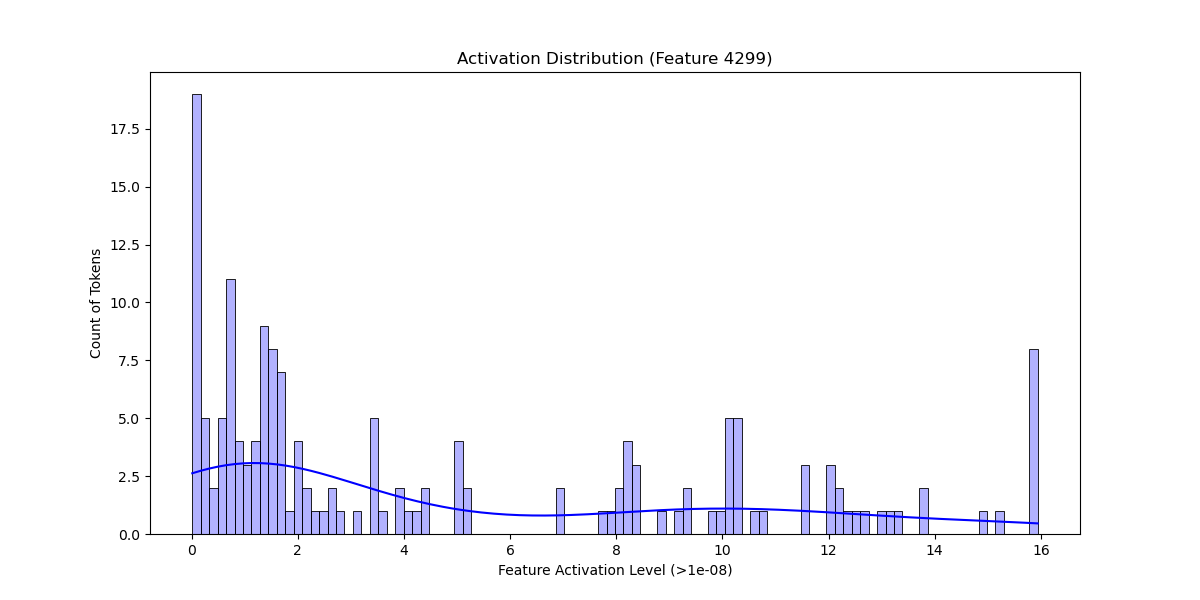 Activation Distribution (Feature 4299)
17.5
15.0
12.5
10.0
7.5
5.0
2.5
0.0
Count of Tokens
0 2 4 6 8 10 12 14 16
Feature Activation Level (>1e-08)